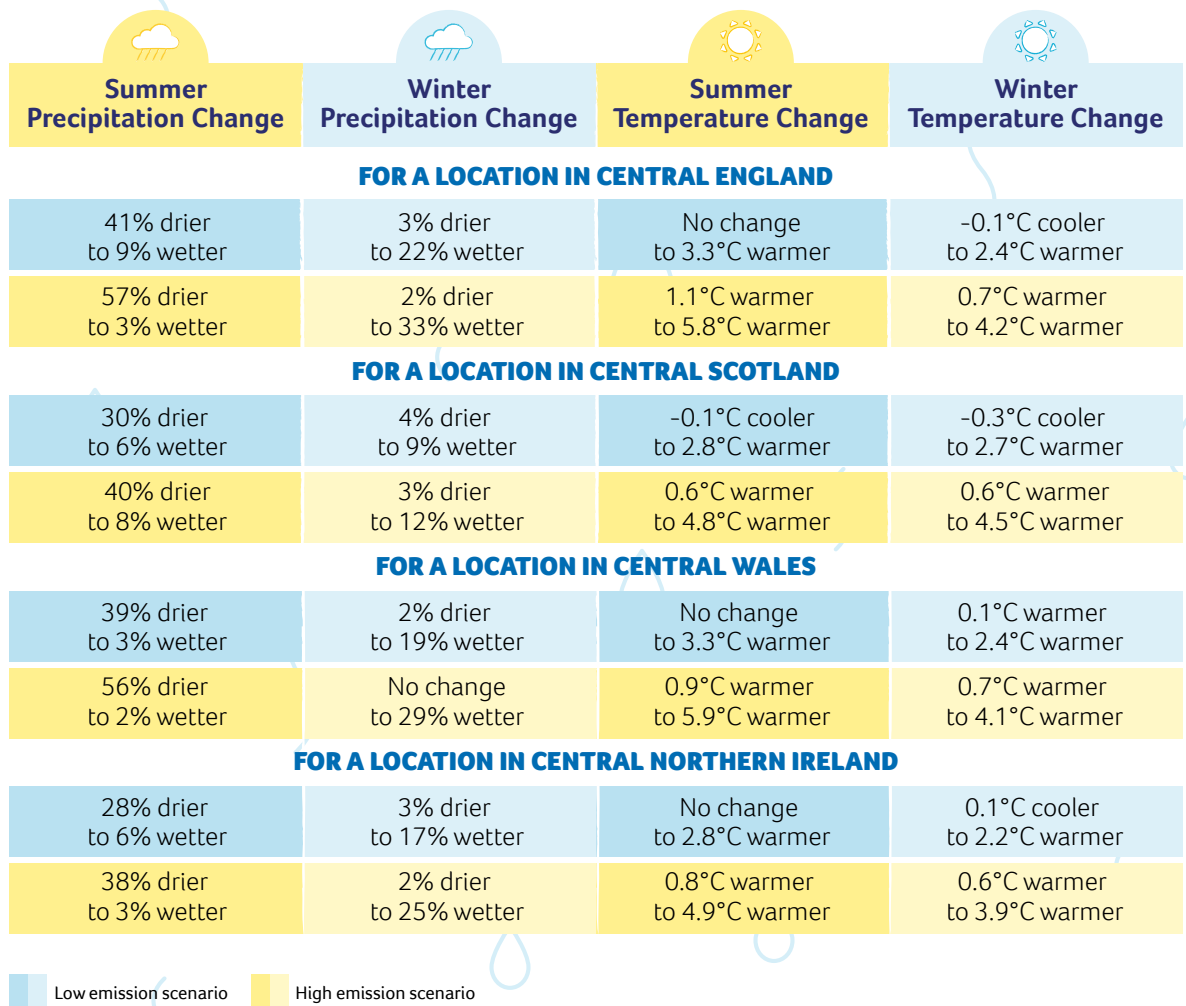 Summer
Precipitation Change
Winter
Precipitation Change
Summer
Temperature Change
Winter
Temperature Change
FOR A LOCATION IN CENTRAL ENGLAND
41% drier
to 9% wetter
3% drier
to 22% wetter
No change
to 3.3°C warmer
-0.1°C cooler
to 2.4°C warmer
57% drier
to 3% wetter
2% drier
to 33% wetter
1.1°C warmer
to 5.8°C warmer
0.7°C warmer
to 4.2°C warmer
FOR A LOCATION IN CENTRAL SCOTLAND
30% drier
to 6% wetter
4% drier
to 9% wetter
-0.1°C cooler
to 2.8°C warmer
-0.3°C cooler
to 2.7°C warmer
40% drier
to 8% wetter
3% drier
to 12% wetter
0.6°C warmer
to 4.8°C warmer
0.6°C warmer
to 4.5°C warmer
FOR A LOCATION IN CENTRAL WALES
39% drier
to 3% wetter
2% drier
to 19% wetter
No change
to 3.3°C warmer
0.1°C warmer
to 2.4°C warmer
56% drier
to 2% wetter
No change
to 29% wetter
0.9°C warmer
to 5.9°C warmer
0.7°C warmer
to 4.1°C warmer
FOR A LOCATION IN CENTRAL NORTHERN IRELAND
28% drier
to 6% wetter
3% drier
to 17% wetter
No change
to 2.8°C warmer
0.1°C cooler
to 2.2°C warmer
38% drier
to 3% wetter
2% drier
to 25% wetter
0.8°C warmer
to 4.9°C warmer
0.6°C warmer
to 3.9°C warmer
Low emission scenario
High emission scenario